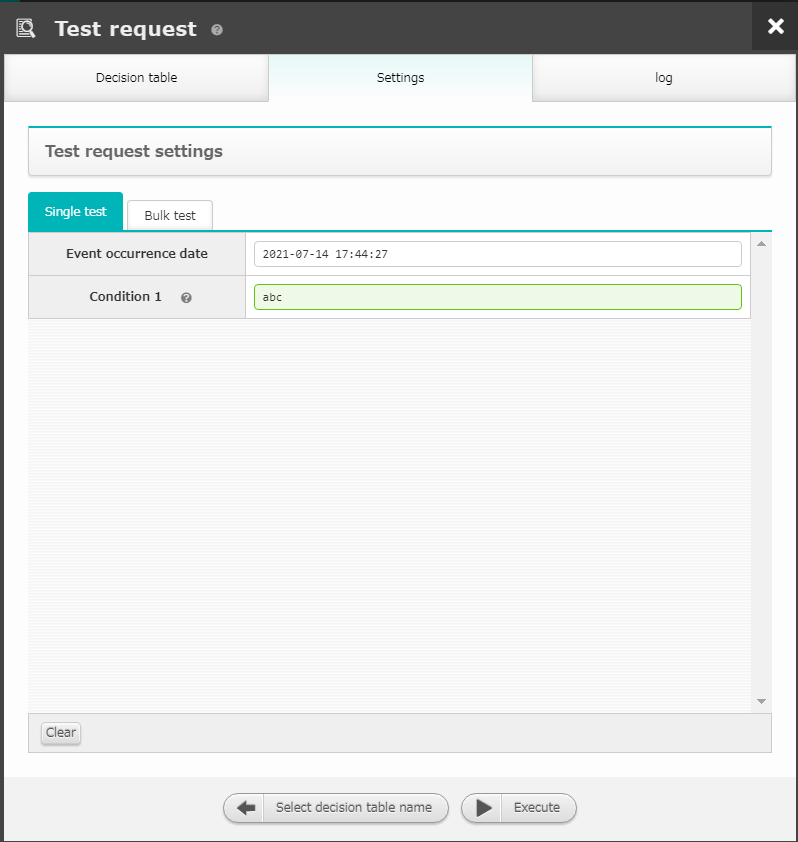 Test request
Decision table
Settings
log
Test request settings
Single test
Bulk test
Event occurrence date
2021-07-14 17:44:27
Condition 1
abc
Clear
Select decision table name
Execute